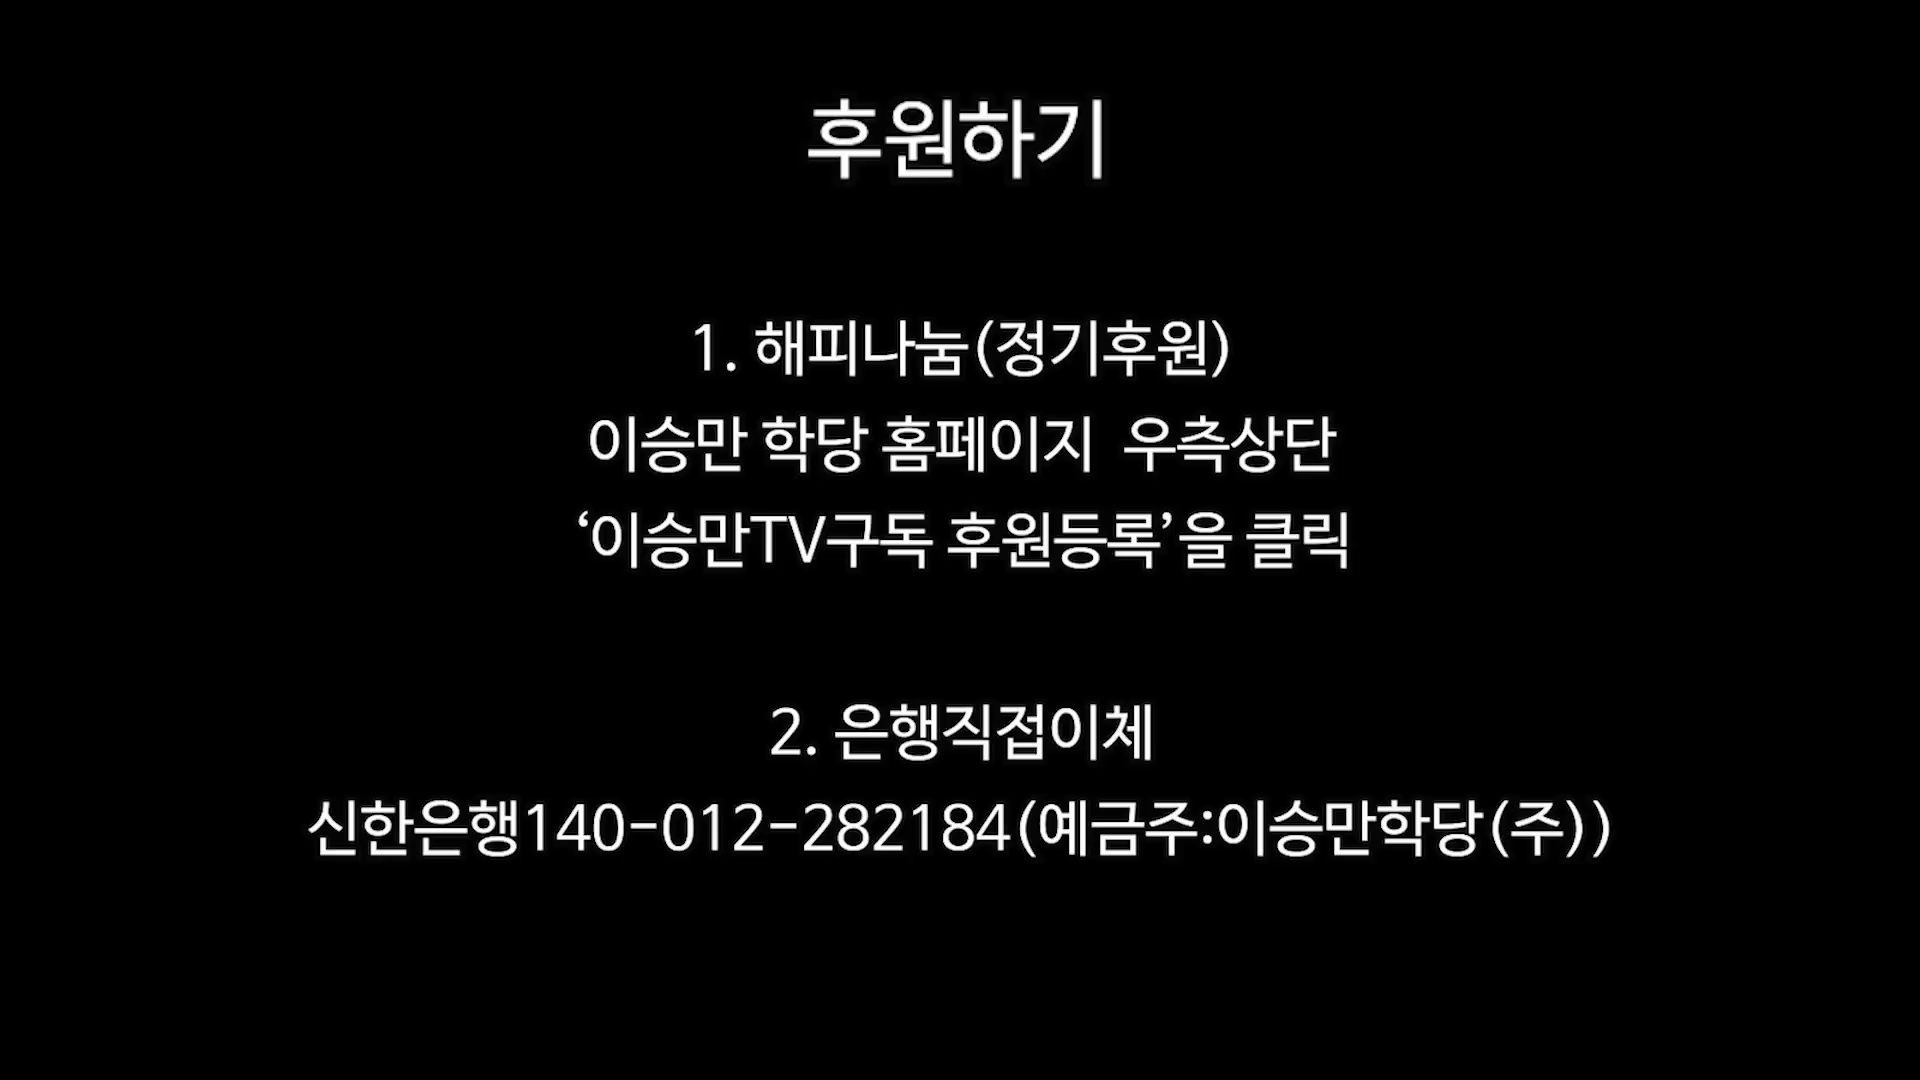 후원하기
1. 해피나눔(정기후원)
이승만 학당 홈페이지 우측상단
‘이승만TV구독 후원등록’을 클릭
2. 은행직접이체
신한은행140-012-282184(예금주:이승만학당(주))